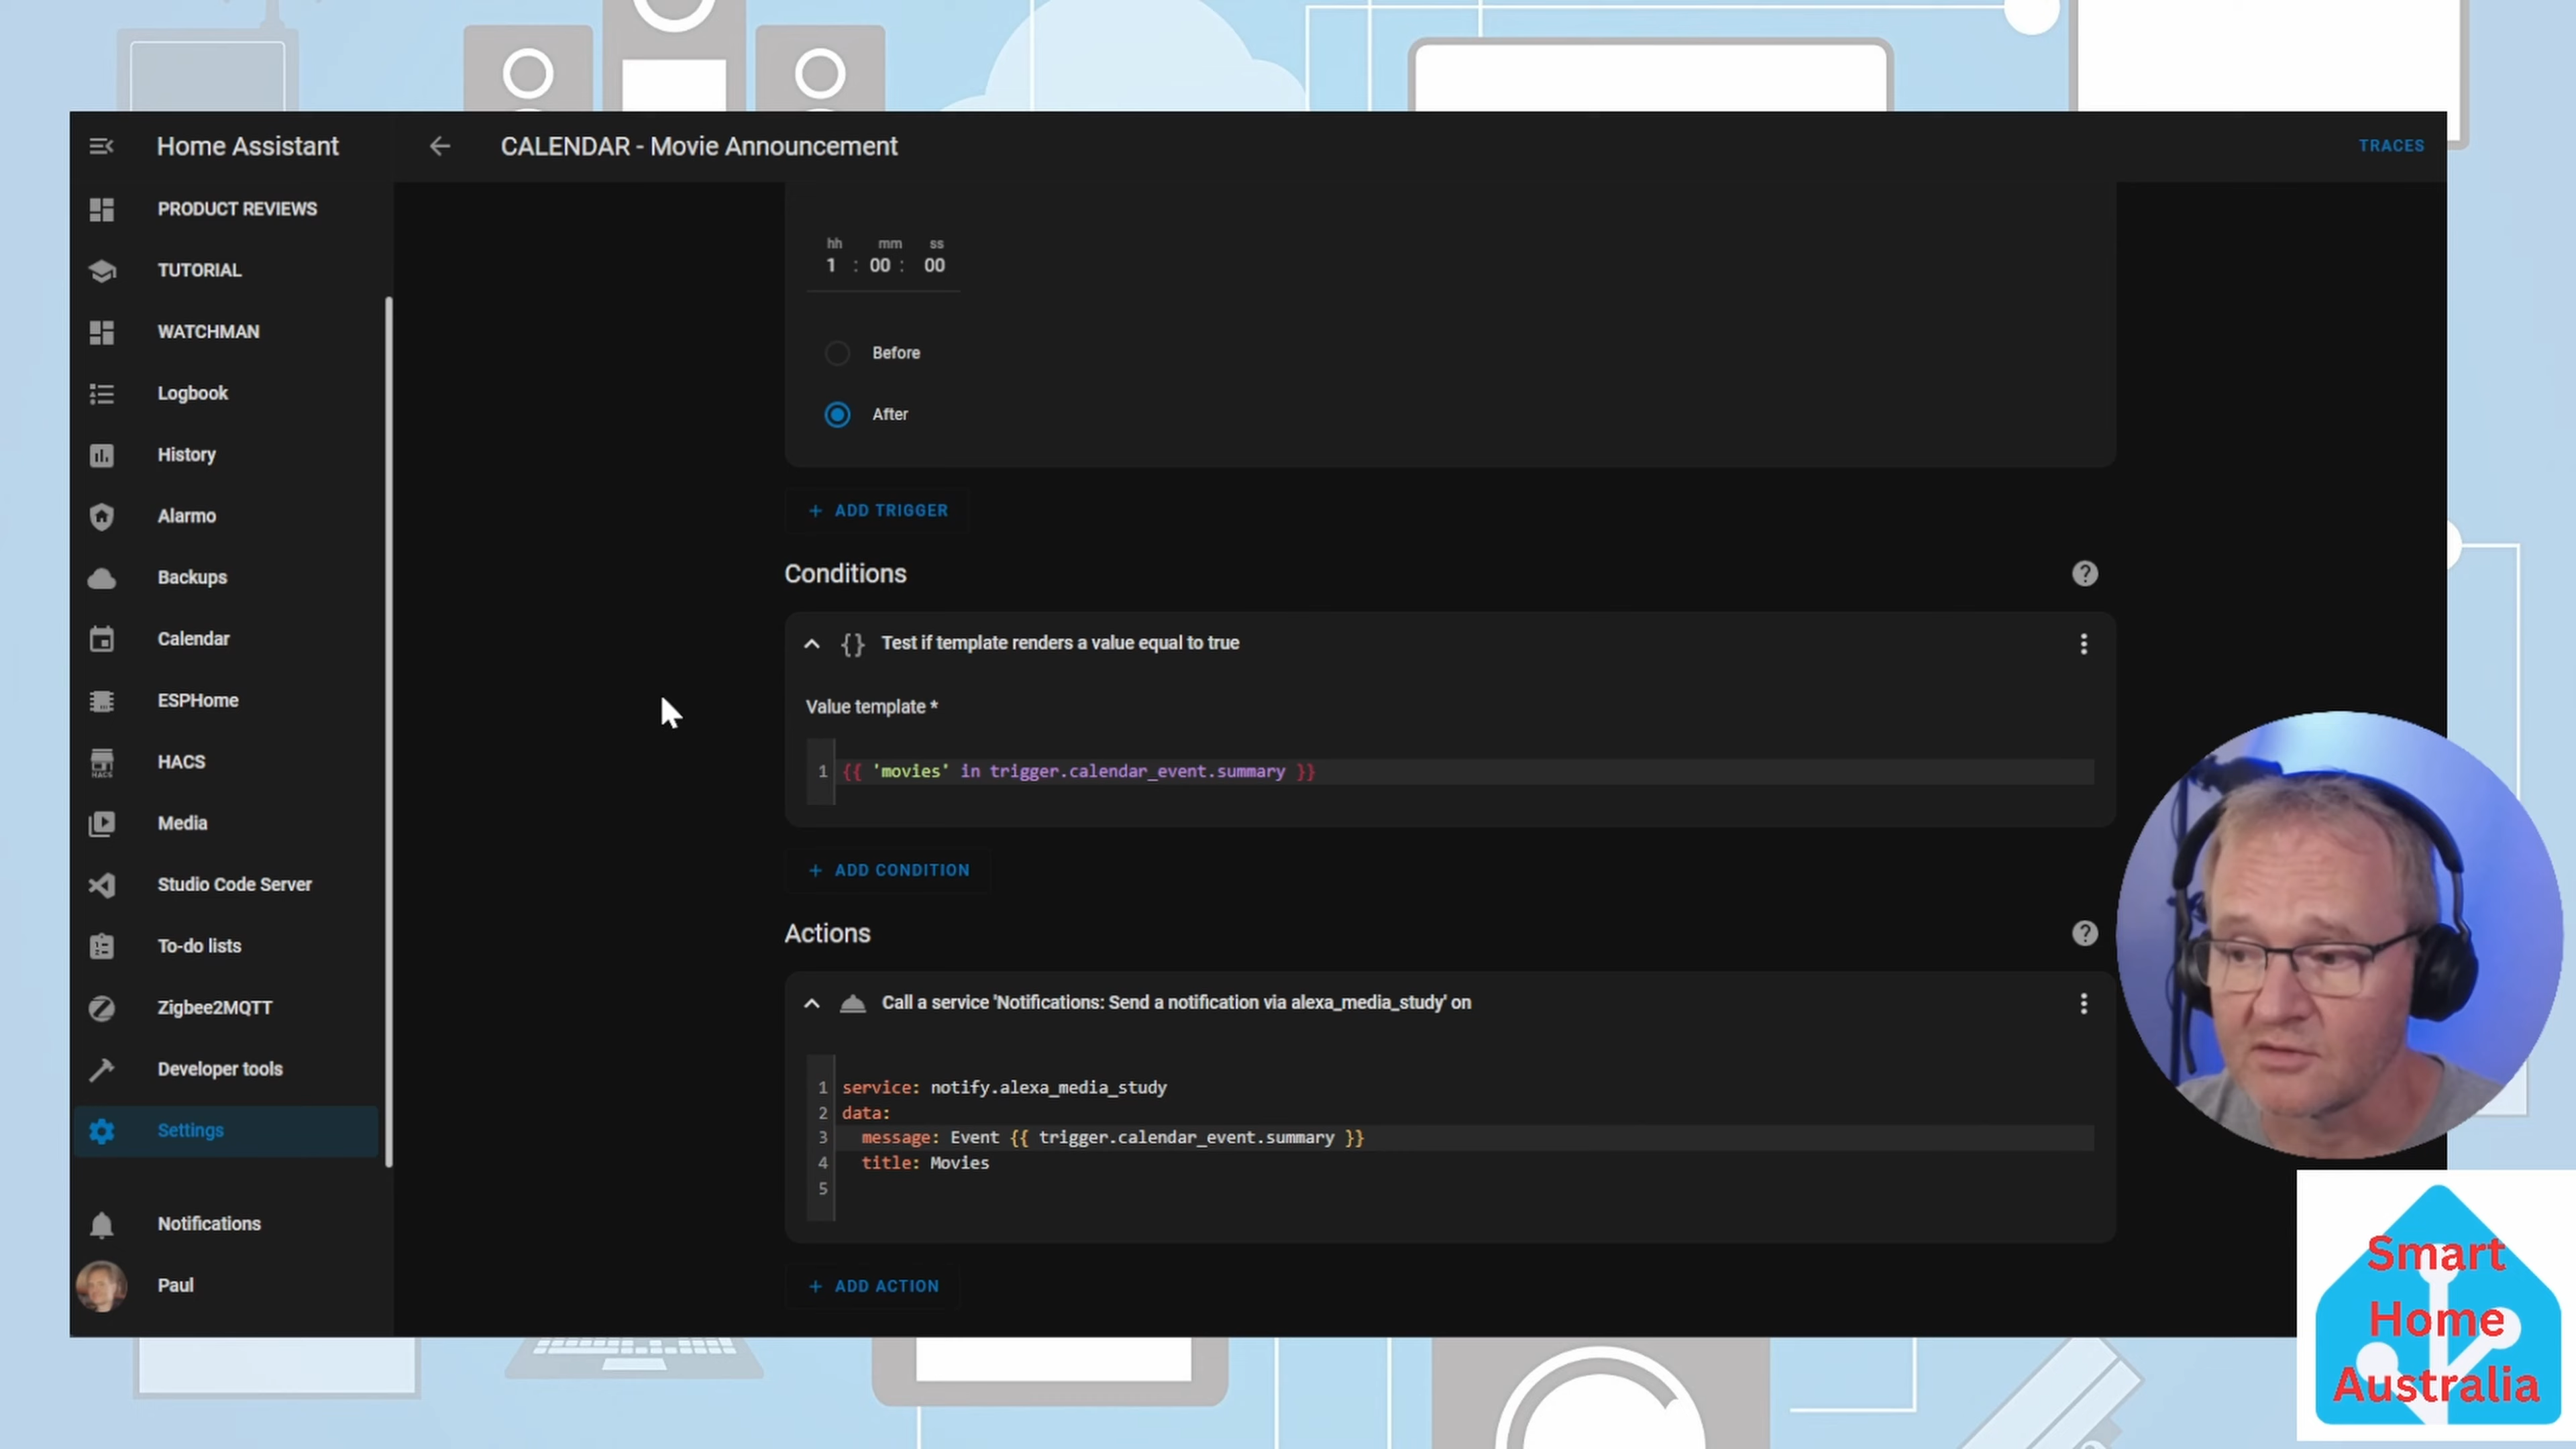 Home Assistant
CALENDAR - Movie Announcement
TRACES
PRODUCT REVIEWS
TUTORIAL
WATCHMAN
Logbook
History
Alarmo
Backups
Calendar
ESPHome
HACS
HACS
Media
Studio Code Server
To-do lists
Zigbee2MQTT
Developer tools
Settings
Notifications
Paul
hh mm ss
1 : 00 : 00
Before
After
+ ADD TRIGGER
Conditions
?
{} Test if template renders a value equal to true
Value template *
1 {{ 'movies' in trigger.calendar_event.summary }}
+ ADD CONDITION
Actions
?
Call a service 'Notifications: Send a notification via alexa_media_study' on
1 service: notify.alexa_media_study
2 data:
3 message: Event {{ trigger.calendar_event.summary }}
4 title: Movies
5
+ ADD ACTION
Smart
Home
Australia